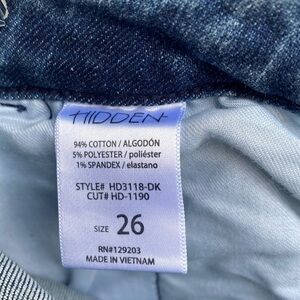 HIDDEN
94% COTTON / ALGODÓN
5% POLYESTER / poliéster
1% SPANDEX / elastano
STYLE# HD3118-DK
CUT# HD-1190
SIZE 26
RN#129203
MADE IN VIETNAM